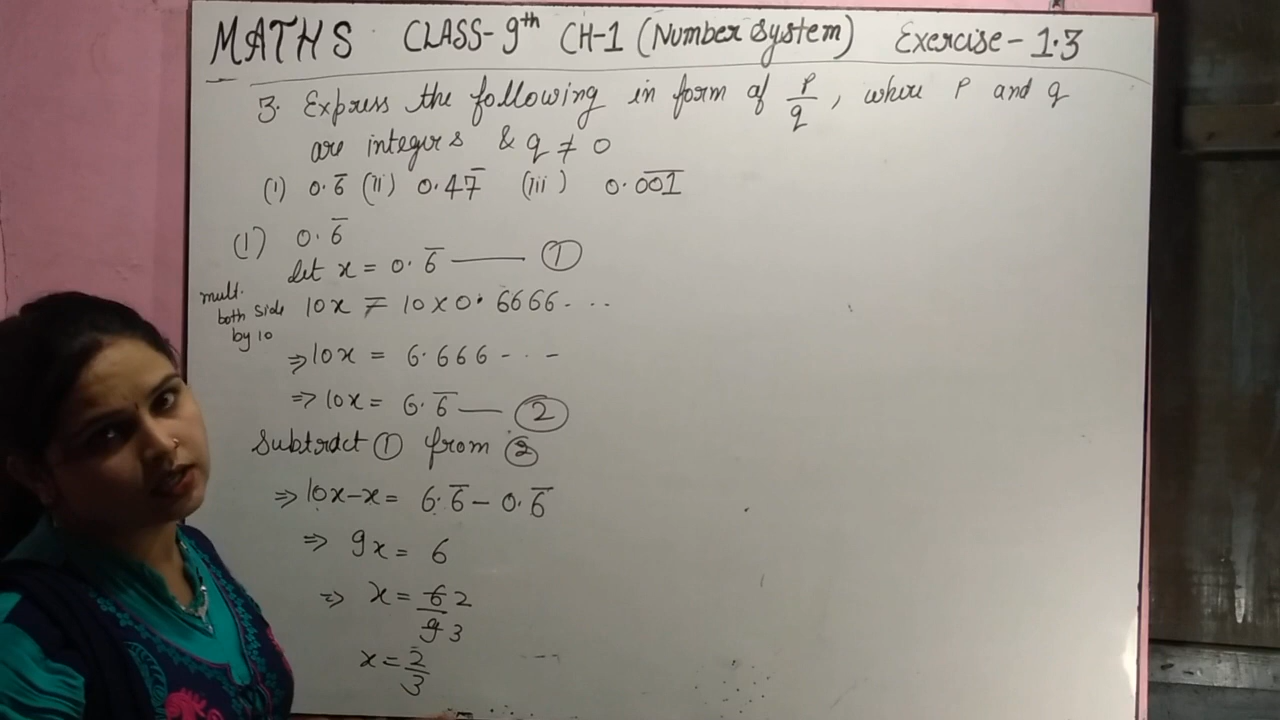 MATHS CLASS-9th CH-1 (Number System) Exercise - 1.3
3. Express the following in form of p/q, where P and q
are integers & q ≠ 0
(i) 0.6̅ (ii) 0.47̅ (iii) 0.0̅0̅1̅
(i) 0.6̅
let x = 0.6̅ —— ①
mult. both side by 10
10x = 10x0.6666- ..
⇒ 10x = 6.666 - - -
⇒ 10x = 6.6̅ —— ②
Subtract ① from ②
⇒ 10x-x = 6.6̅ - 0.6̅
⇒ 9x = 6
⇒ x = 6/9 2/3
x = 2/3